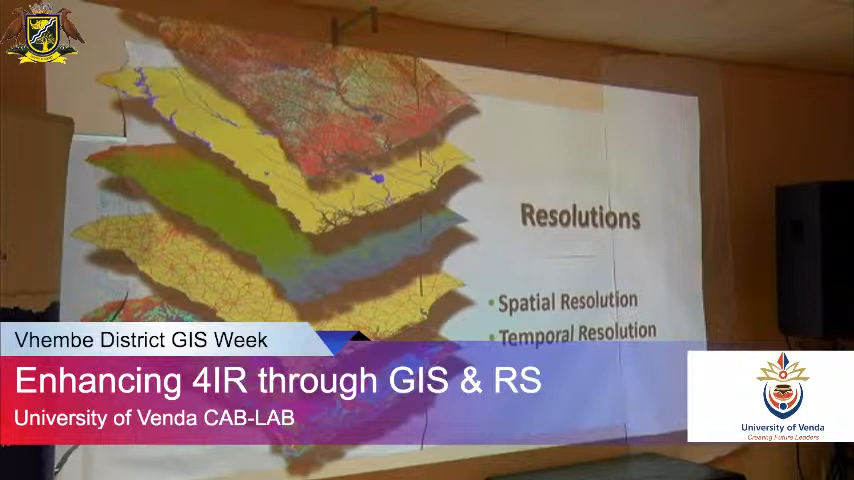 Resolutions
• Spatial Resolution
• Temporal Resolution
Vhembe District GIS Week
Enhancing 4IR through GIS & RS
University of Venda CAB-LAB
University of Venda
Creating Future Leaders